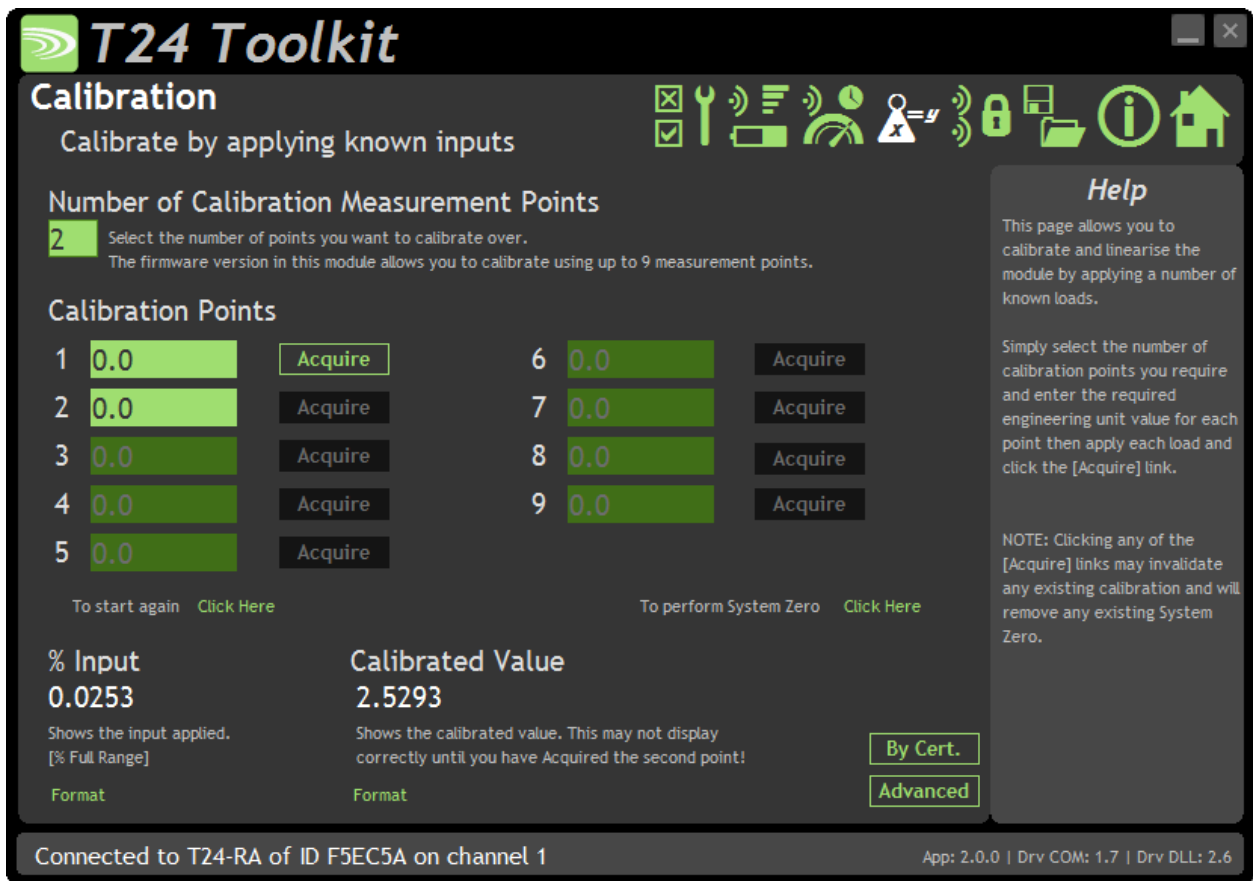 T24 Toolkit
Calibration
Calibrate by applying known inputs
x=y
Number of Calibration Measurement Points
2
Select the number of points you want to calibrate over.
The firmware version in this module allows you to calibrate using up to 9 measurement points.
Calibration Points
1 0.0 Acquire
2 0.0 Acquire
3 0.0 Acquire
4 0.0 Acquire
5 0.0 Acquire
6 0.0 Acquire
7 0.0 Acquire
8 0.0 Acquire
9 0.0 Acquire
To start again Click Here
To perform System Zero Click Here
% Input
0.0253
Shows the input applied.
[% Full Range]
Format
Calibrated Value
2.5293
Shows the calibrated value. This may not display
correctly until you have Acquired the second point!
Format
By Cert.
Advanced
Help
This page allows you to
calibrate and linearise the
module by applying a number of
known loads.
Simply select the number of
calibration points you require
and enter the required
engineering unit value for each
point then apply each load and
click the [Acquire] link.
NOTE: Clicking any of the
[Acquire] links may invalidate
any existing calibration and will
remove any existing System
Zero.
Connected to T24-RA of ID F5EC5A on channel 1
App: 2.0.0 | Drv COM: 1.7 | Drv DLL: 2.6